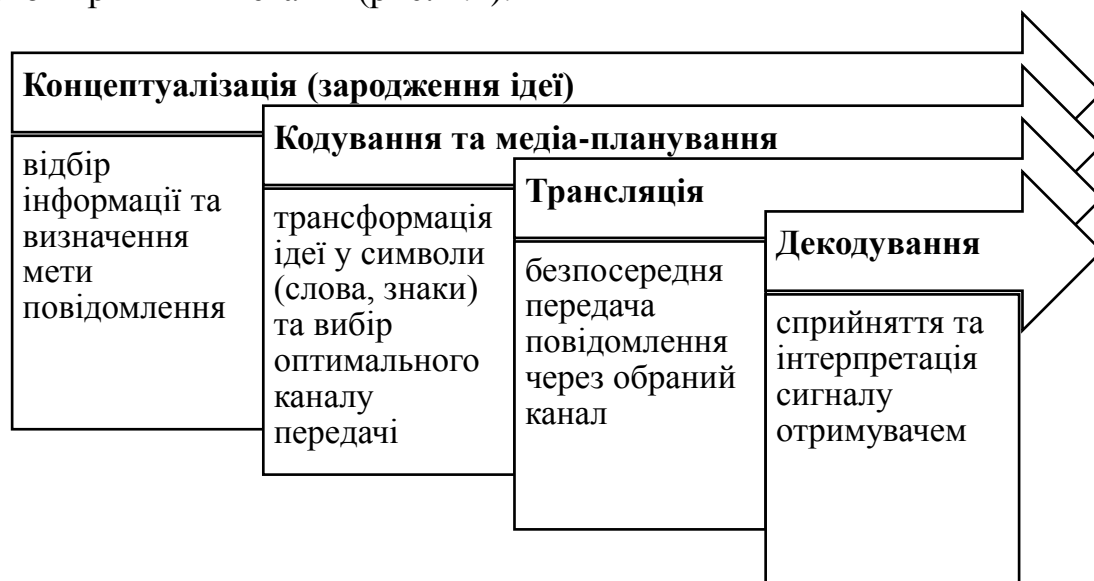 Концептуалізація (зародження ідеї)
відбір
інформації та
визначення
мети
повідомлення
Кодування та медіа-планування
трансформація
ідеї у символи
(слова, знаки)
та вибір
оптимального
каналу
передачі
Трансляція
безпосередня
передача
повідомлення
через обраний
канал
Декодування
сприйняття та
інтерпретація
сигналу
отримувачем